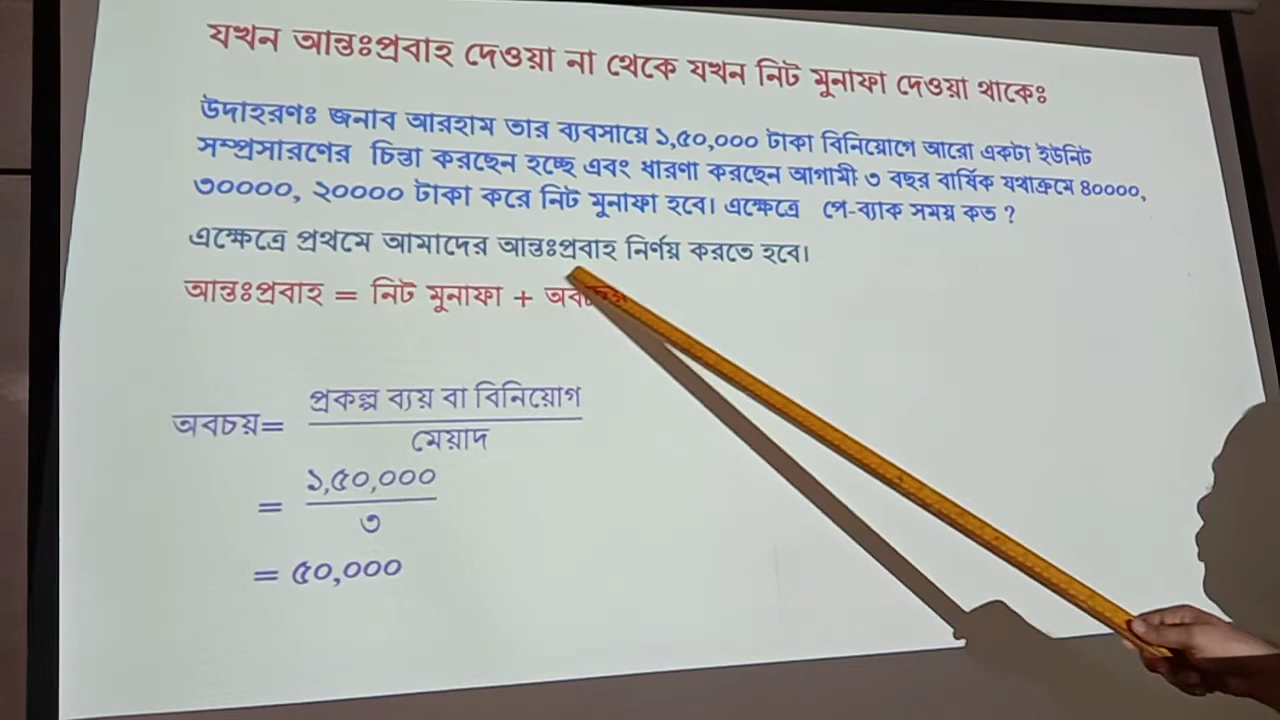 যখন আন্তঃপ্রবাহ দেওয়া না থেকে যখন নিট মুনাফা দেওয়া থাকেঃ
উদাহরণঃ জনাব আরহাম তার ব্যবসায়ে ১,৫০,০০০ টাকা বিনিয়োগে আরো একটা ইউনিট
সম্প্রসারণের চিন্তা করছেন হচ্ছে এবং ধারণা করছেন আগামী ৩ বছর বার্ষিক যথাক্রমে ৪০০০০,
৩০০০০, ২০০০০ টাকা করে নিট মুনাফা হবে। এক্ষেত্রে পে-ব্যাক সময় কত ?
এক্ষেত্রে প্রথমে আমাদের আন্তঃপ্রবাহ নির্ণয় করতে হবে।
আন্তঃপ্রবাহ = নিট মুনাফা +
অবচয়= প্রকল্প ব্যয় বা বিনিয়োগ
মেয়াদ
= ১,৫০,০০০
৩
= ৫০,০০০